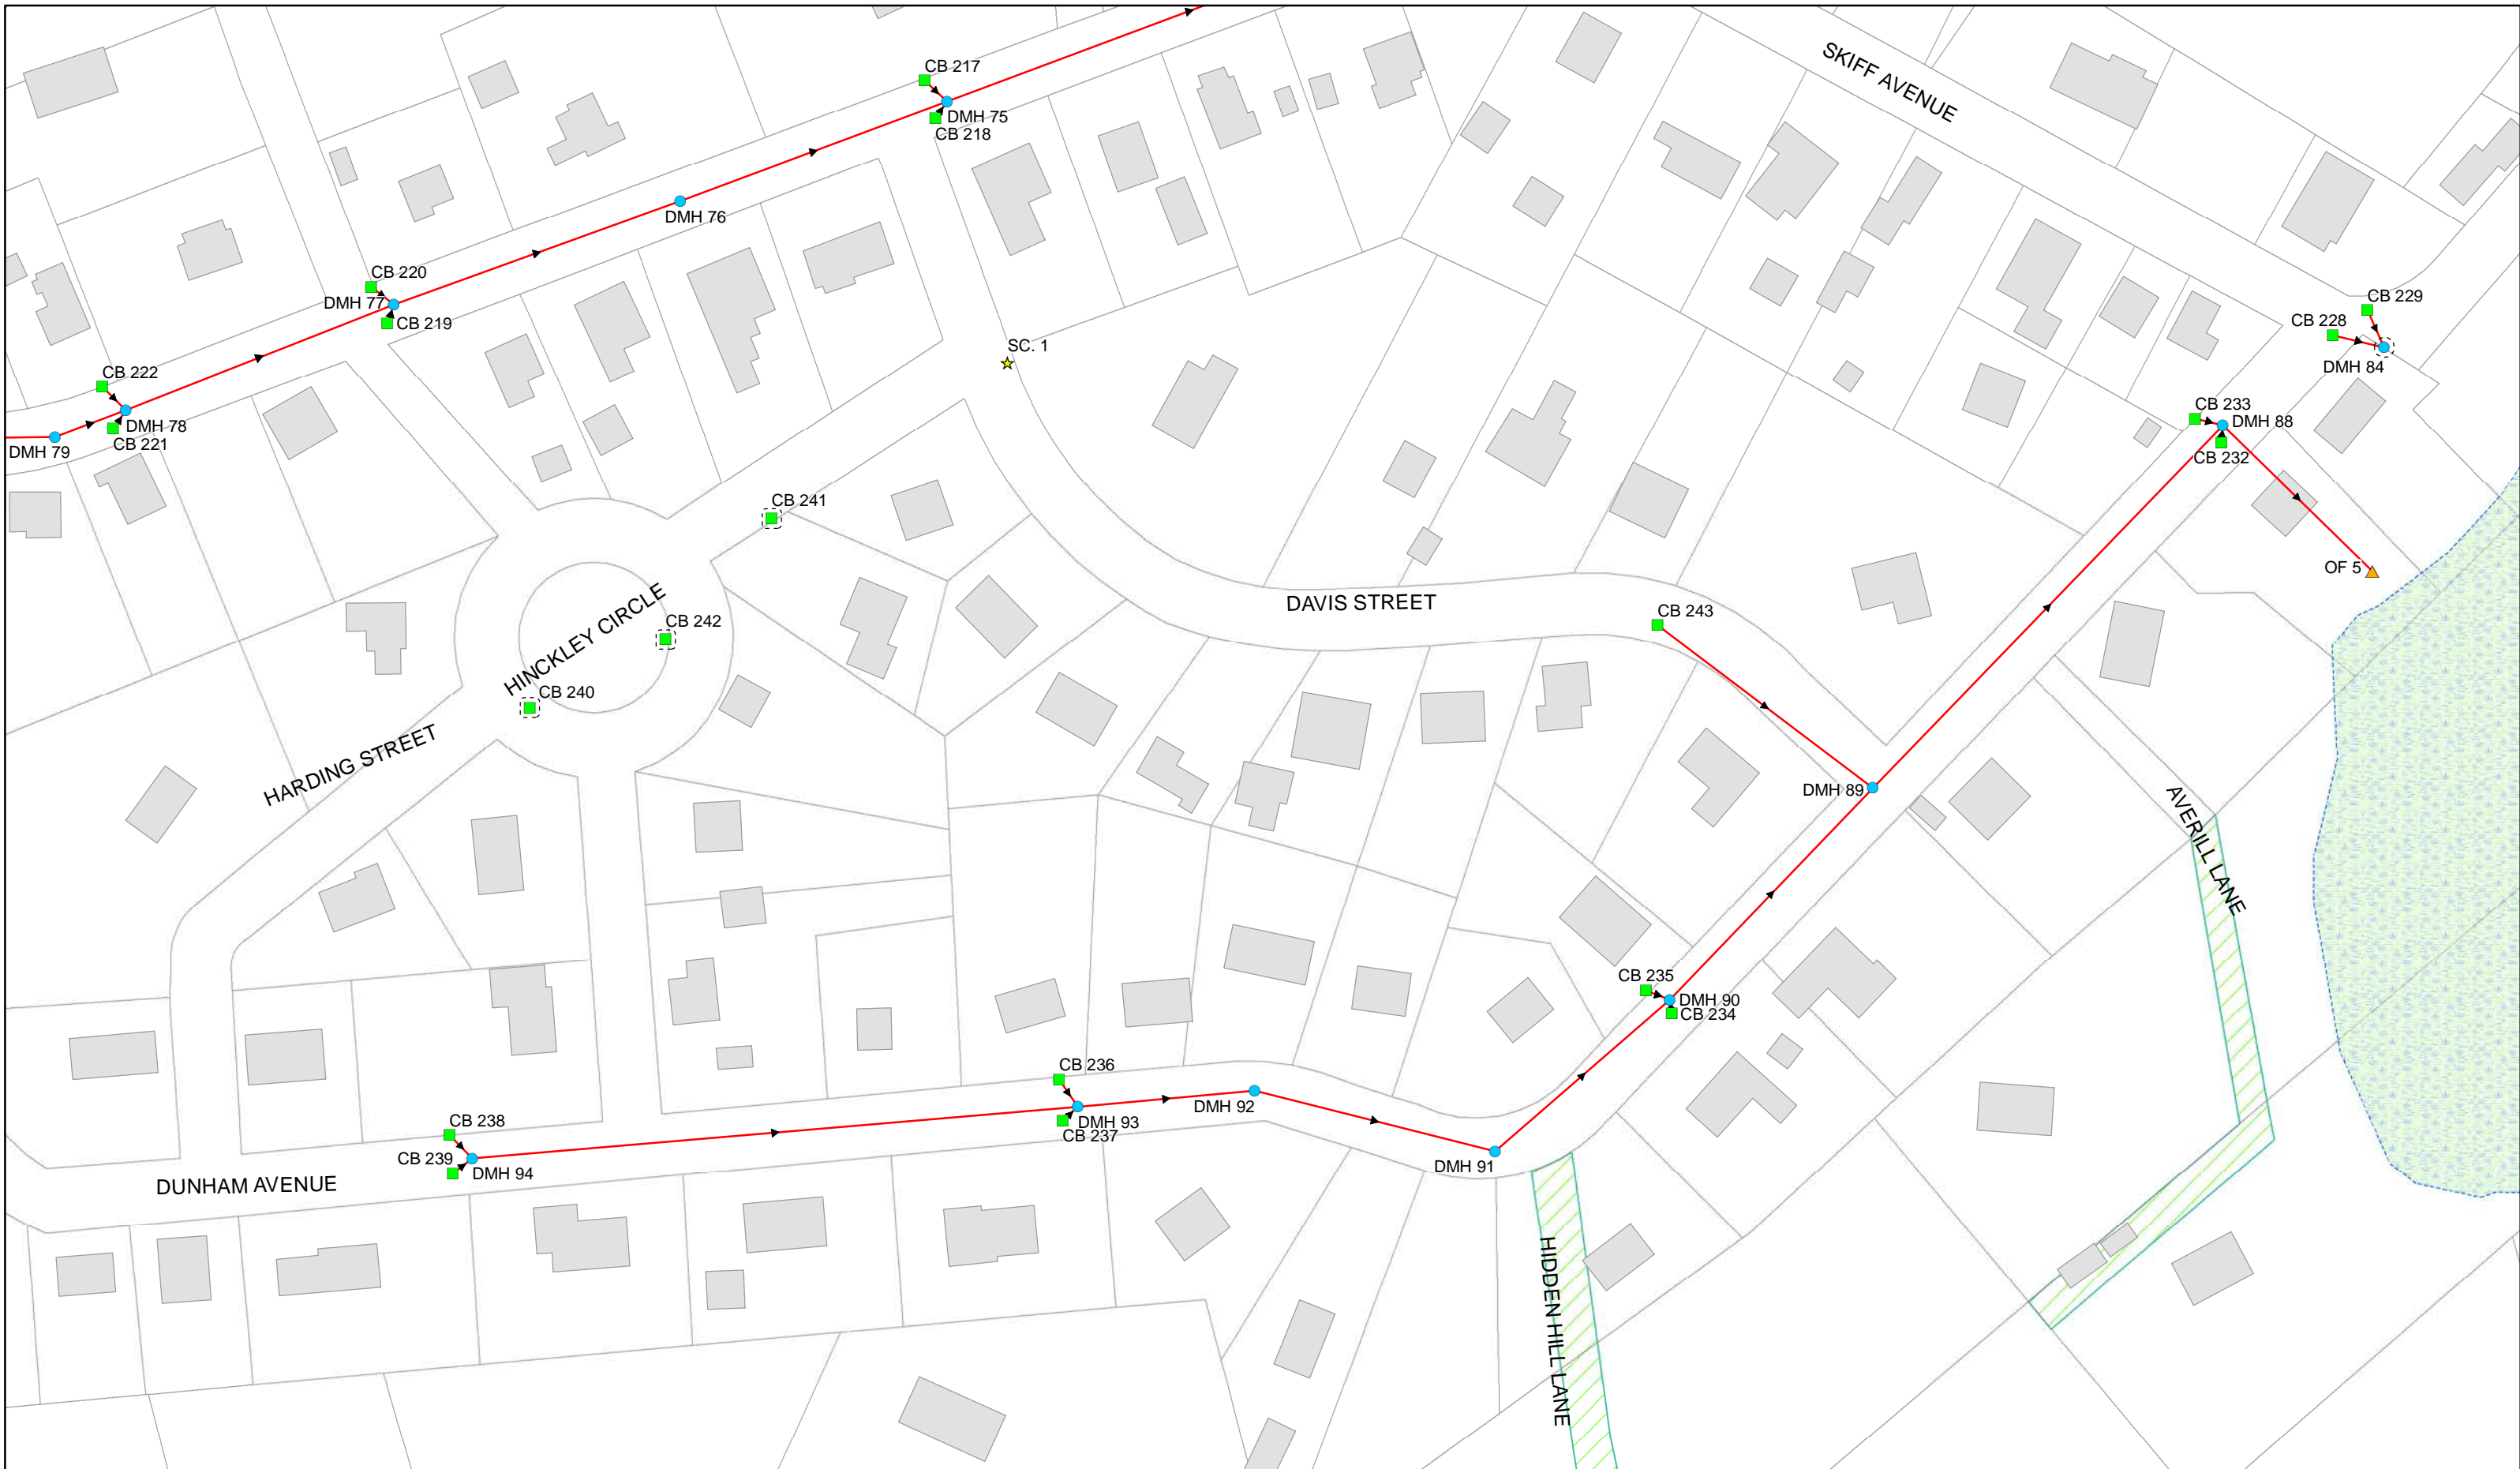 SKIFF AVENUE
CB 217
DMH 75
CB 218
DMH 76
CB 220
DMH 77
CB 219
CB 229
CB 228
DMH 84
SC. 1
CB 222
DMH 78
CB 221
DMH 79
CB 233
DMH 88
CB 232
CB 241
OF 5
DAVIS STREET
CB 243
HINCKLEY CIRCLE
CB 242
CB 240
HARDING STREET
DMH 89
AVERILL LANE
CB 235
DMH 90
CB 234
CB 236
DMH 92
DMH 93
CB 237
CB 238
CB 239
DMH 94
DMH 91
DUNHAM AVENUE
HIDDEN HILL LANE